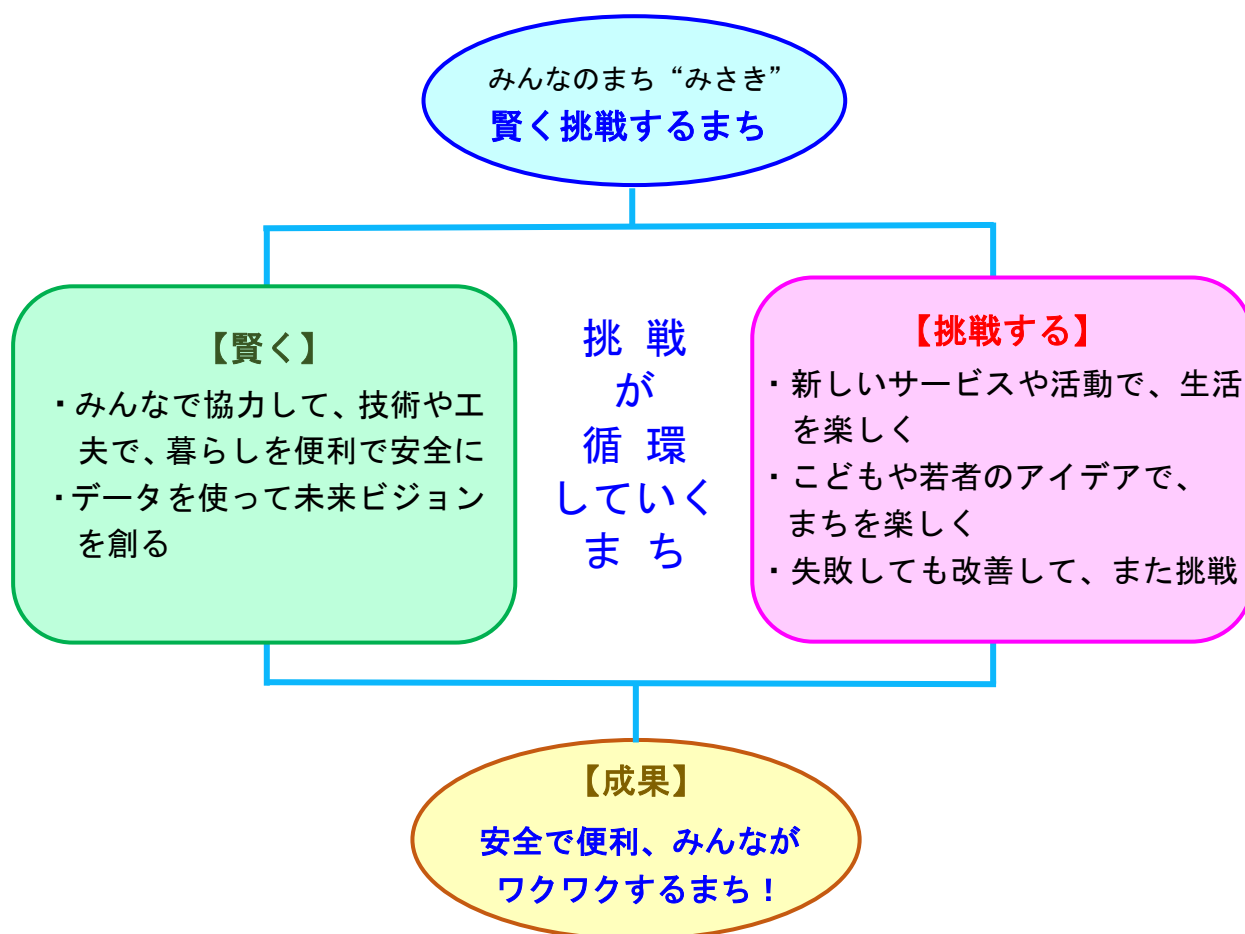 みんなのまち“みさき”
賢く挑戦するまち
【賢く】
・みんなで協力して、技術や工
夫で、暮らしを便利で安全に
・データを使って未来ビジョン
を創る
挑 戦
が
循 環
していく
ま ち
【挑戦する】
・新しいサービスや活動で、生活
を楽しく
・こどもや若者のアイデアで、
まちを楽しく
・失敗しても改善して、また挑戦
【成果】
安全で便利、みんなが
ワクワクするまち！